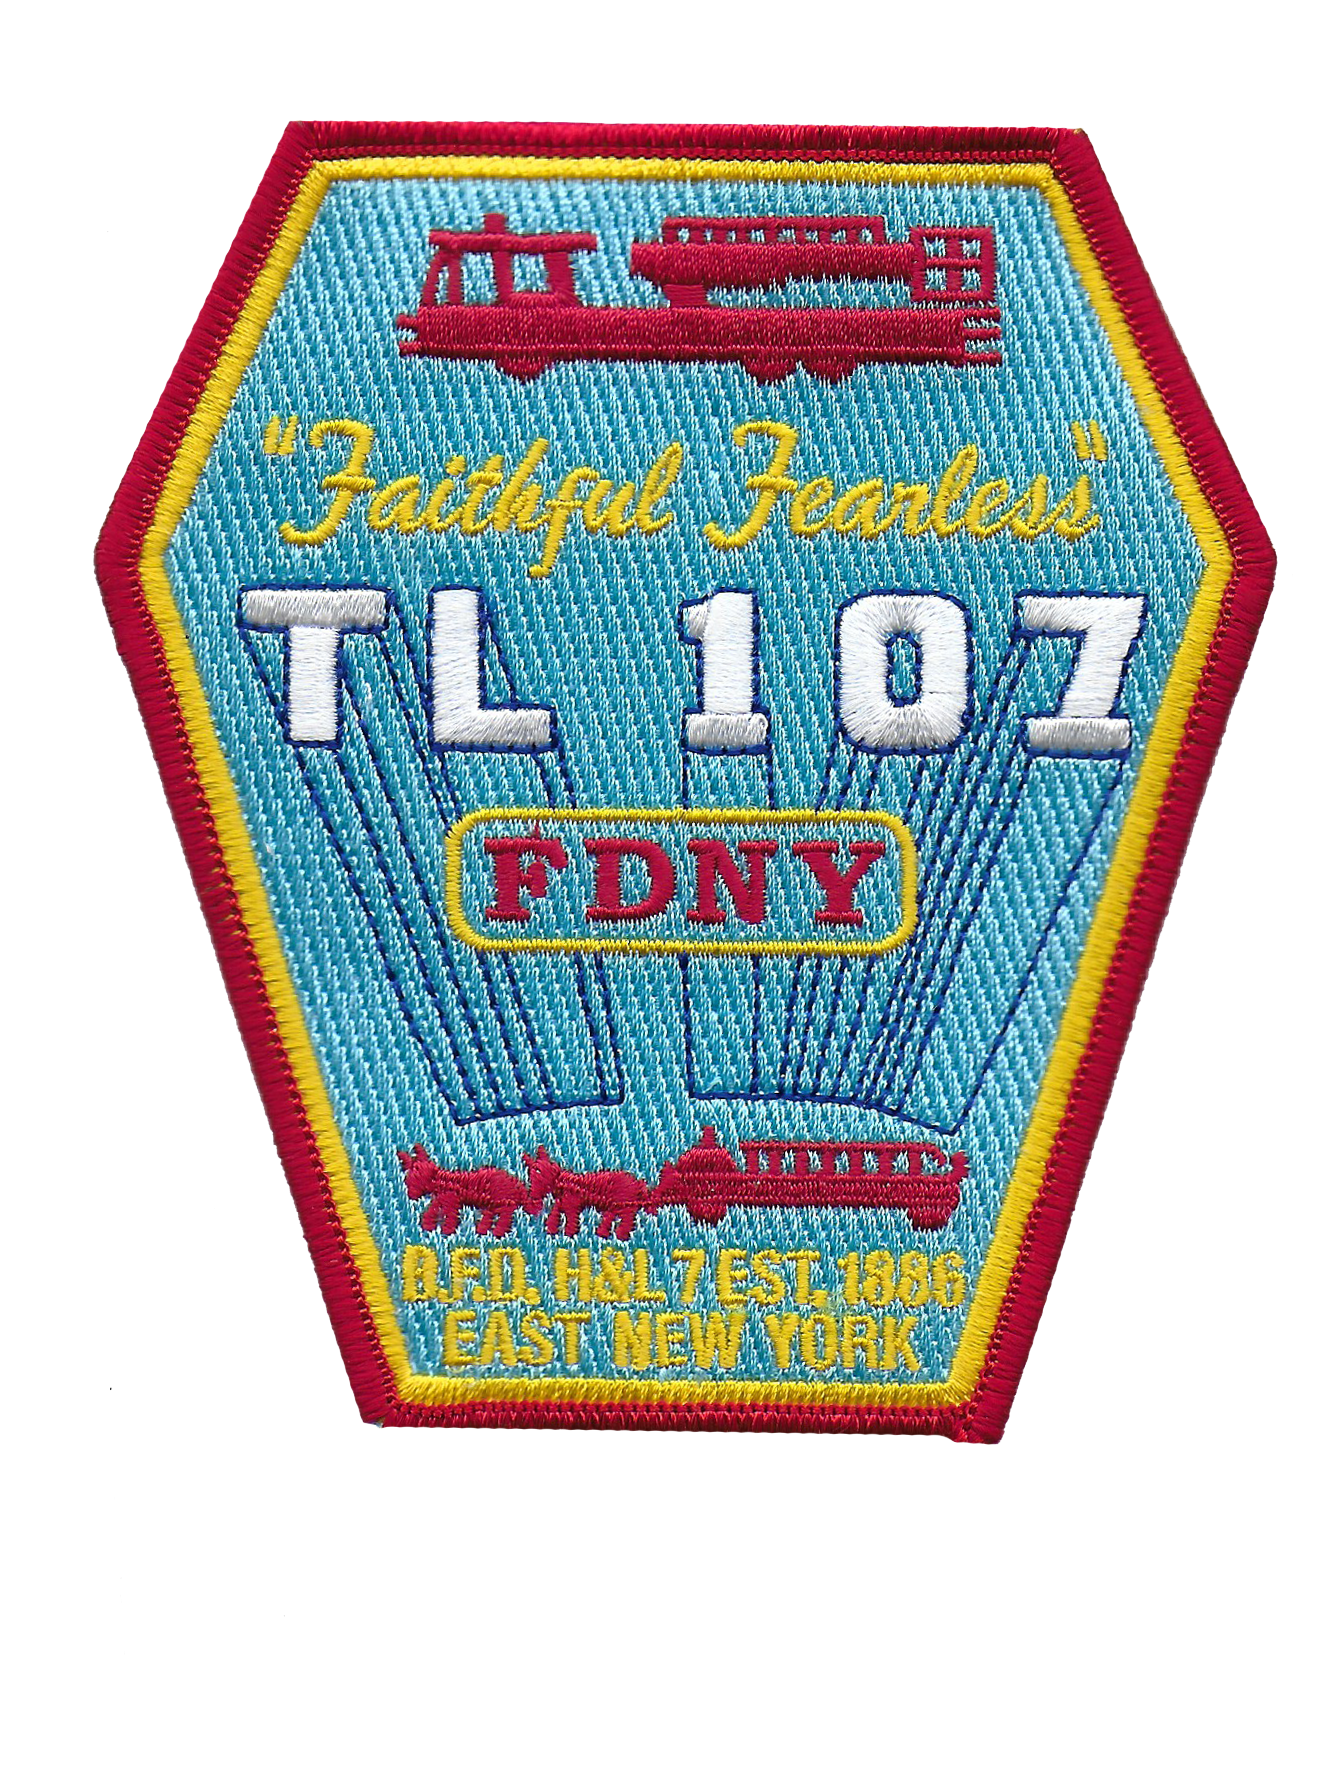 "Faithful Fearless"
TL 107
FDNY
B.F.D. H&L 7 EST. 1886
EAST NEW YORK